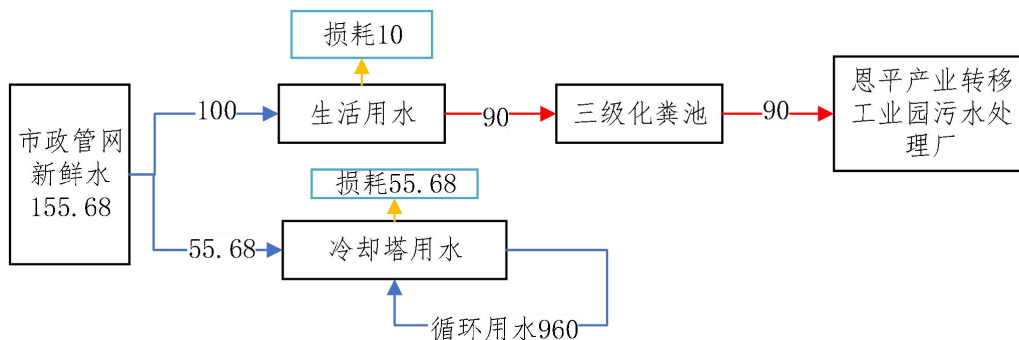 损耗10
市政管网
新鲜水
155.68
100
生活用水
90
三级化粪池
90
恩平产业转移
工业园污水处
理厂
损耗55.68
55.68
冷却塔用水
循环用水960